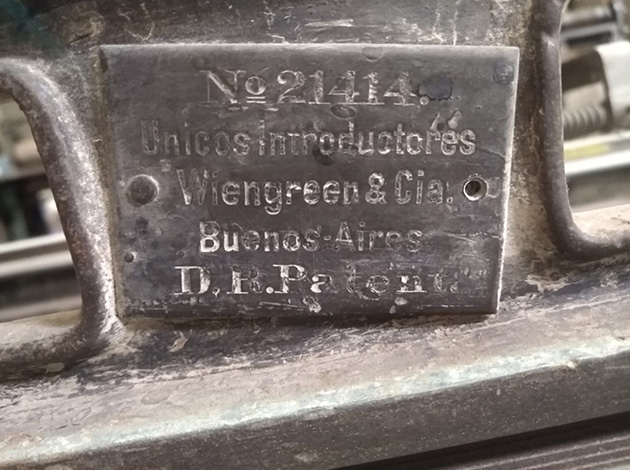 No 21414.
Unicos Introductores
Wiengreen & Cia.
Buenos-Aires
D.R.Patent.